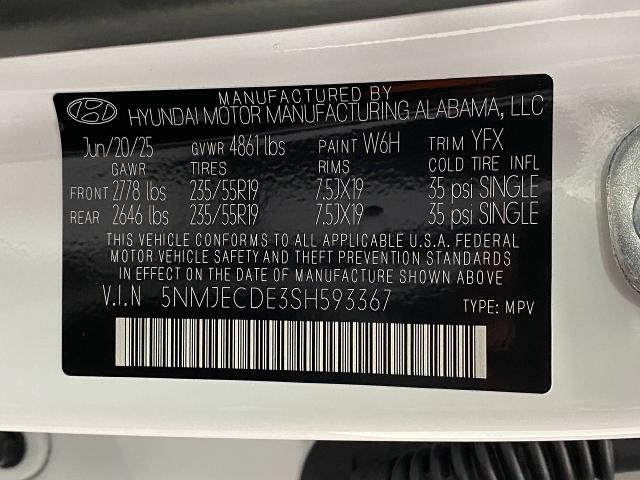 MANUFACTURED BY
HYUNDAI MOTOR MANUFACTURING ALABAMA, LLC
Jun/20/25 GVWR 4861 lbs PAINT W6H TRIM YFX
GAWR TIRES RIMS COLD TIRE INFL
FRONT 2778 lbs 235/55R19 7.5JX19 35 psi SINGLE
REAR 2646 lbs 235/55R19 7.5JX19 35 psi SINGLE
THIS VEHICLE CONFORMS TO ALL APPLICABLE U.S.A. FEDERAL
MOTOR VEHICLE SAFETY AND THEFT PREVENTION STANDARDS
IN EFFECT ON THE DATE OF MANUFACTURE SHOWN ABOVE
V.I.N 5NMJECDE3SH593367 TYPE: MPV